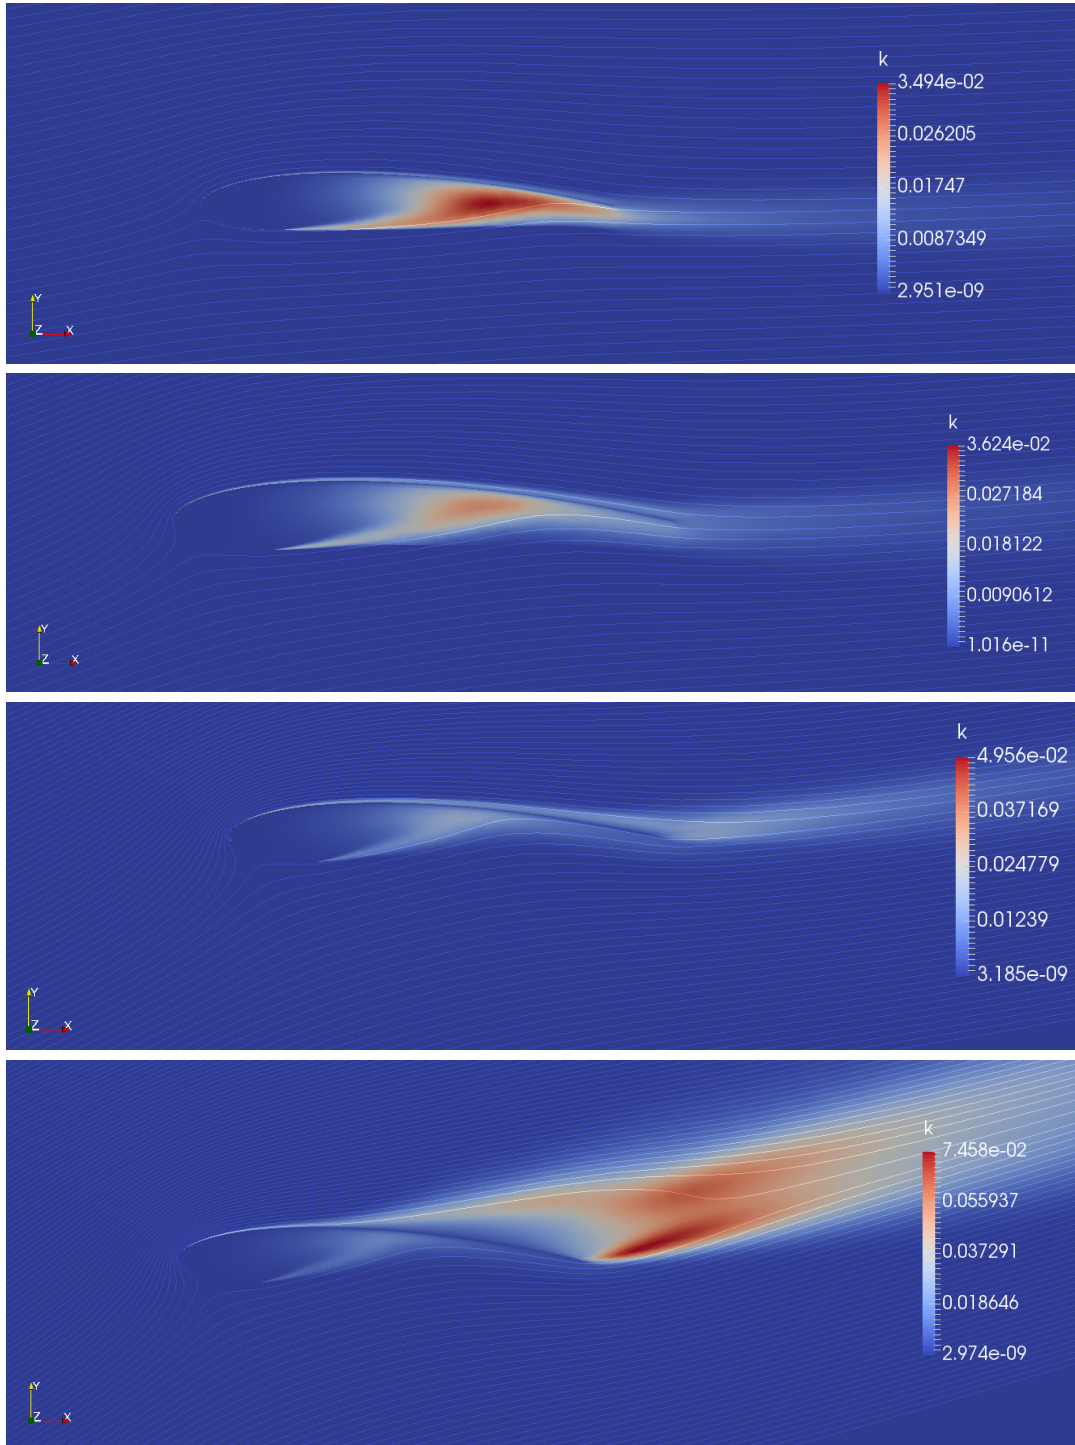 k
3.494e-02
0.026205
0.01747
0.0087349
2.951e-09
Y
Z X
k
3.624e-02
0.027184
0.018122
0.0090612
1.016e-11
Y
Z X
k
4.956e-02
0.037169
0.024779
0.01239
3.185e-09
Y
Z X
k
7.458e-02
0.055937
0.037291
0.018646
2.974e-09
Y
Z X